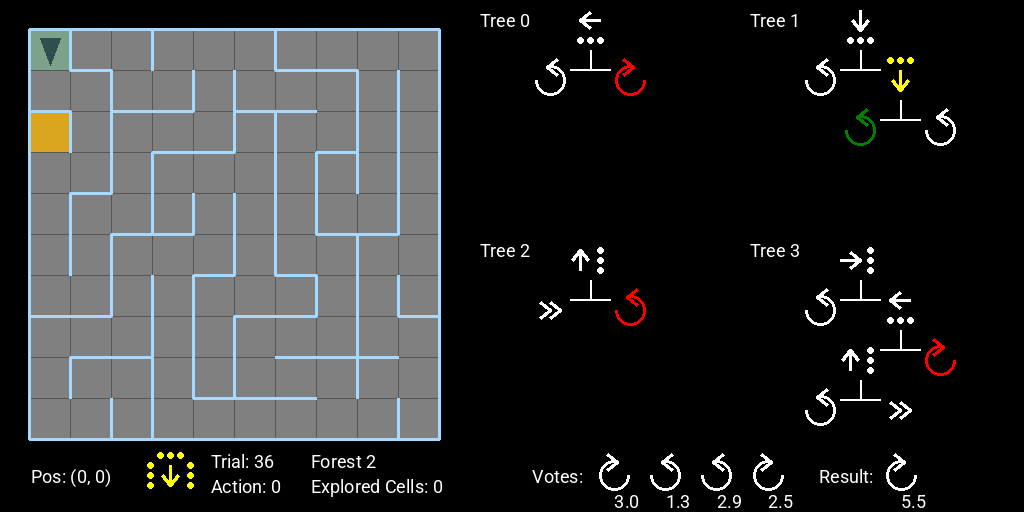 Tree 0
Tree 1
Tree 2
Tree 3
Pos: (0, 0)
Trial: 36
Forest 2
Action: 0
Explored Cells: 0
Votes:
3.0
1.3
2.9
2.5
Result:
5.5